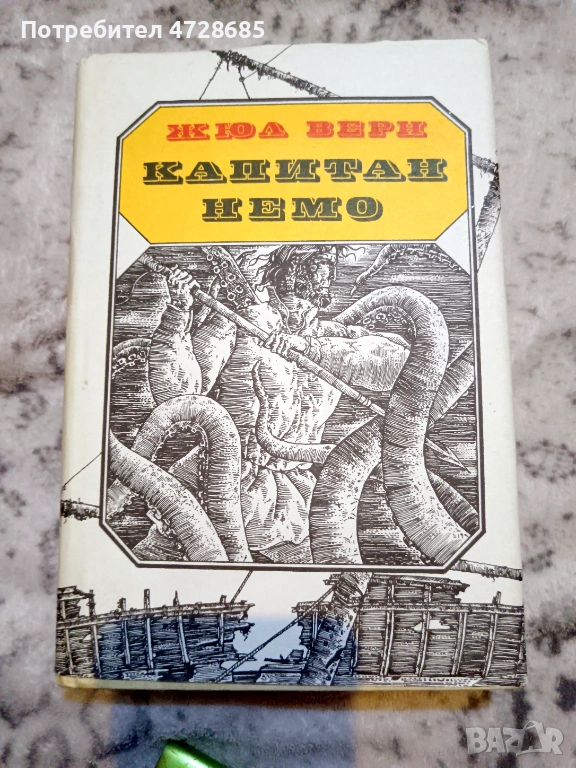 Потребител 4728685
ЖЮЛ ВЕРН
КАПИТАН
НЕМО
BAZAR